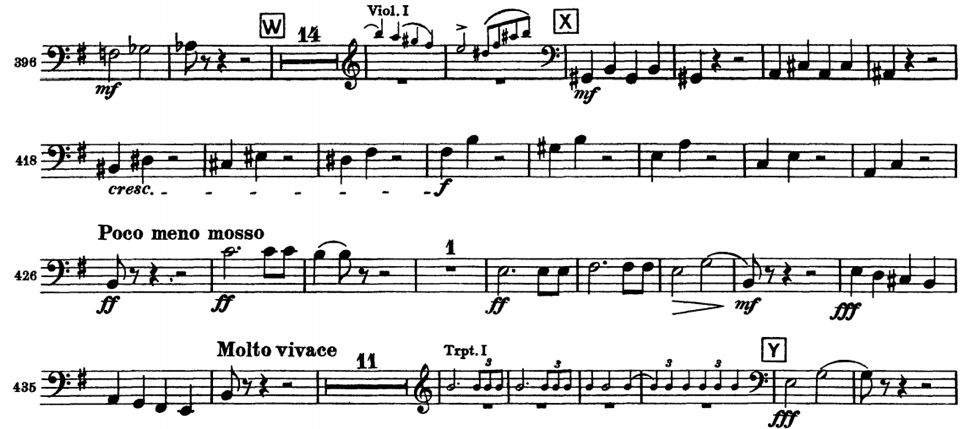 W 14 Viol. I X
396 mf mf
418 cresc. f
Poco meno mosso
1
426 ff ff ff mf fff
Molto vivace 11 Trpt. I 3 3 3 3 3 Y
435 fff